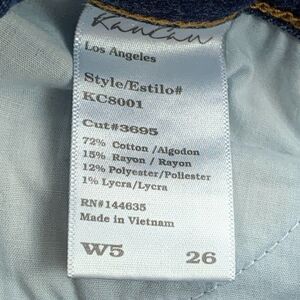 KanCan
Los Angeles
Style/Estilo#
KC8001
Cut#3695
72% Cotton /Algodon
15% Rayon / Rayon
12% Polyester/Poliester
1% Lycra/Lycra
RN#144635
Made in Vietnam
W5 26